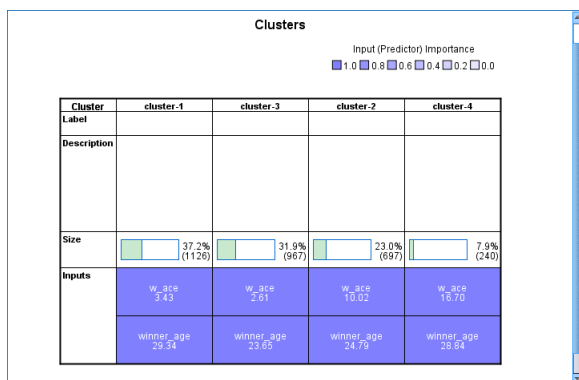 Clusters
Input (Predictor) Importance
1.0 0.8 0.6 0.4 0.2 0.0
Cluster cluster-1 cluster-3 cluster-2 cluster-4
Label
Description
Size 37.2% 31.9% 23.0% 7.9%
(1126) (967) (697) (240)
Inputs
w_ace w_ace w_ace w_ace
3.43 2.61 10.02 16.70
winner_age winner_age winner_age winner_age
29.34 23.65 24.79 28.84